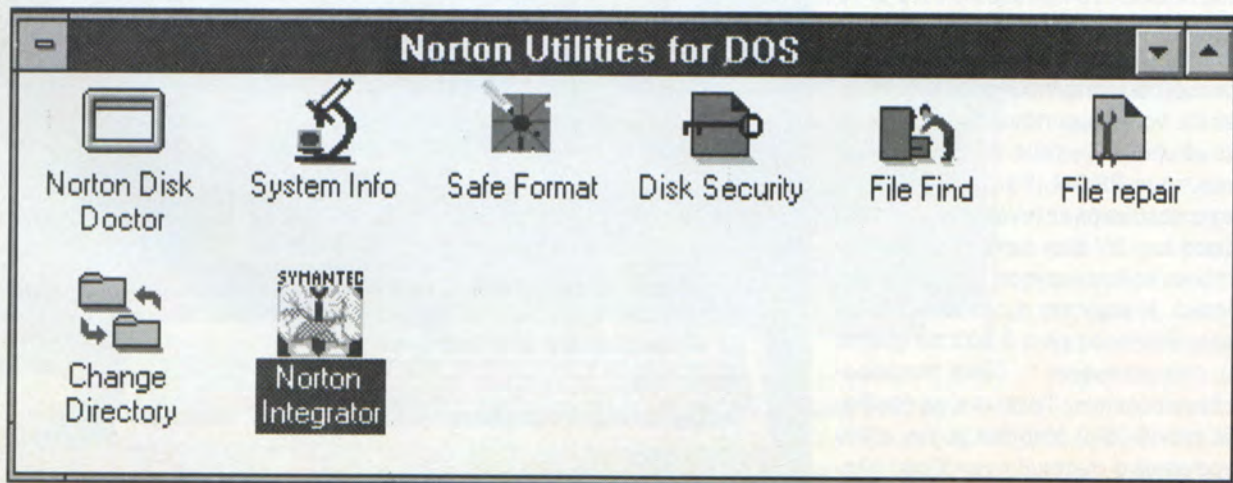 Norton Utilities for DOS
Norton Disk
Doctor
System Info
Safe Format
Disk Security
File Find
File repair
Change
Directory
SYMANTEC
Norton
Integrator